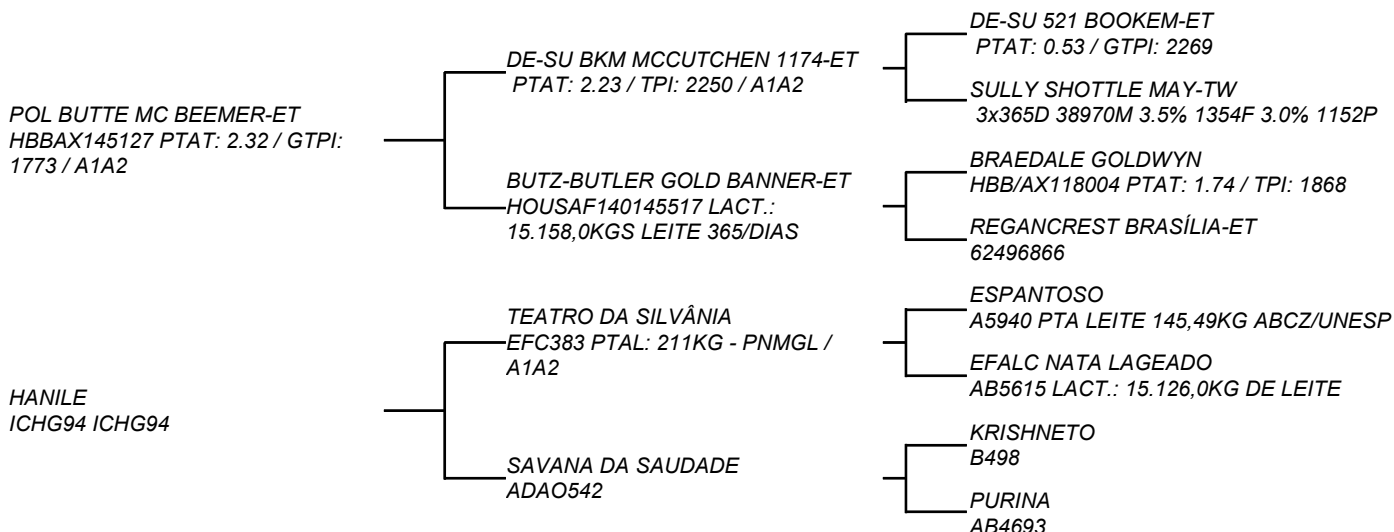 POL BUTTE MC BEEMER-ET
HBBAX145127 PTAT: 2.32 / GTPI:
1773 / A1A2
HANILE
ICHG94 ICHG94
DE-SU BKM MCCUTCHEN 1174-ET
PTAT: 2.23 / TPI: 2250 / A1A2
BUTZ-BUTLER GOLD BANNER-ET
HOUSAF140145517 LACT.:
15.158,0KGS LEITE 365/DIAS
TEATRO DA SILVÂNIA
EFC383 PTAL: 211KG - PNMGL /
A1A2
SAVANA DA SAUDADE
ADAO542
DE-SU 521 BOOKEM-ET
PTAT: 0.53 / GTPI: 2269
SULLY SHOTTLE MAY-TW
3x365D 38970M 3.5% 1354F 3.0% 1152P
BRAEDALE GOLDWYN
HBB/AX118004 PTAT: 1.74 / TPI: 1868
REGANCREST BRASÍLIA-ET
62496866
ESPANTOSO
A5940 PTA LEITE 145,49KG ABCZ/UNESP
EFALC NATA LAGEADO
AB5615 LACT.: 15.126,0KG DE LEITE
KRISHNETO
B498
PURINA
AB4693